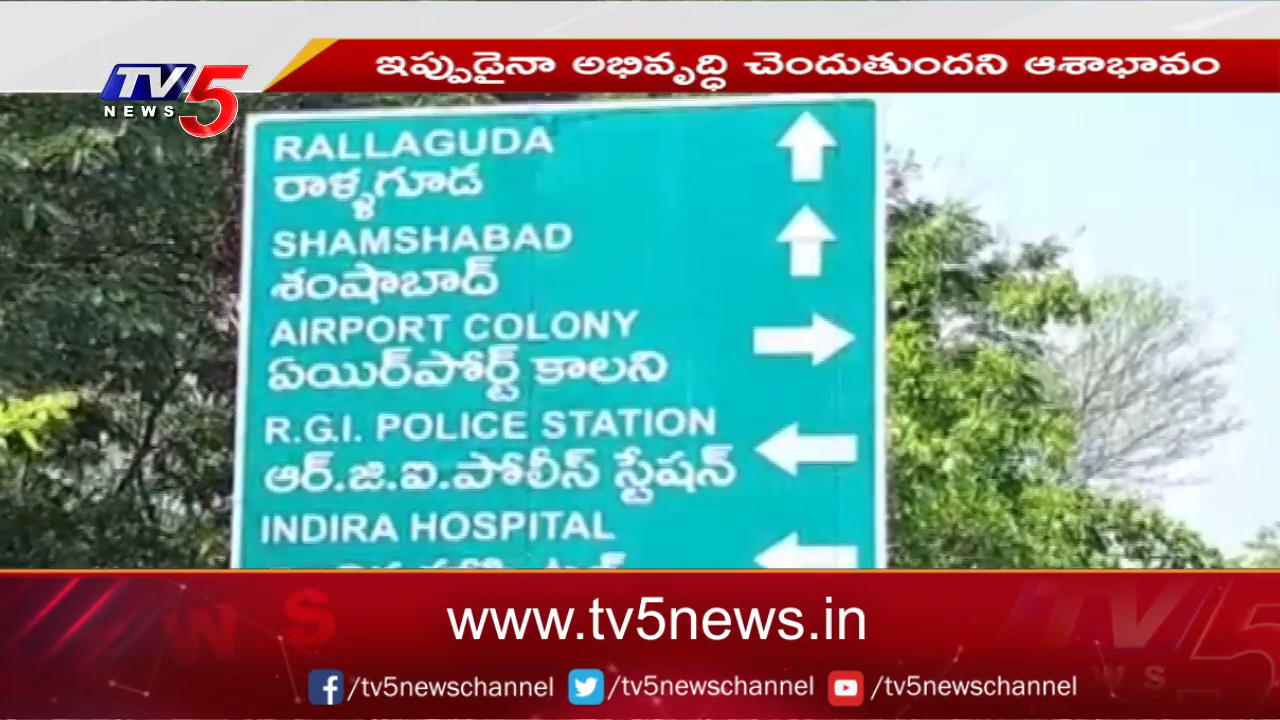 ఇప్పుడైనా అభివృద్ధి చెందుతుందని ఆశాభావం
TV5
NEWS
RALLAGUDA
రాళ్ళగూడ
SHAMSHABAD
శంషాబాద్
AIRPORT COLONY
ఏయిర్‌పోర్ట్ కాలని
R.G.I. POLICE STATION
ఆర్.జి.ఐ.పోలీస్ స్టేషన్
INDIRA HOSPITAL
www.tv5news.in
/tv5newschannel /tv5newschannel /tv5newschannel